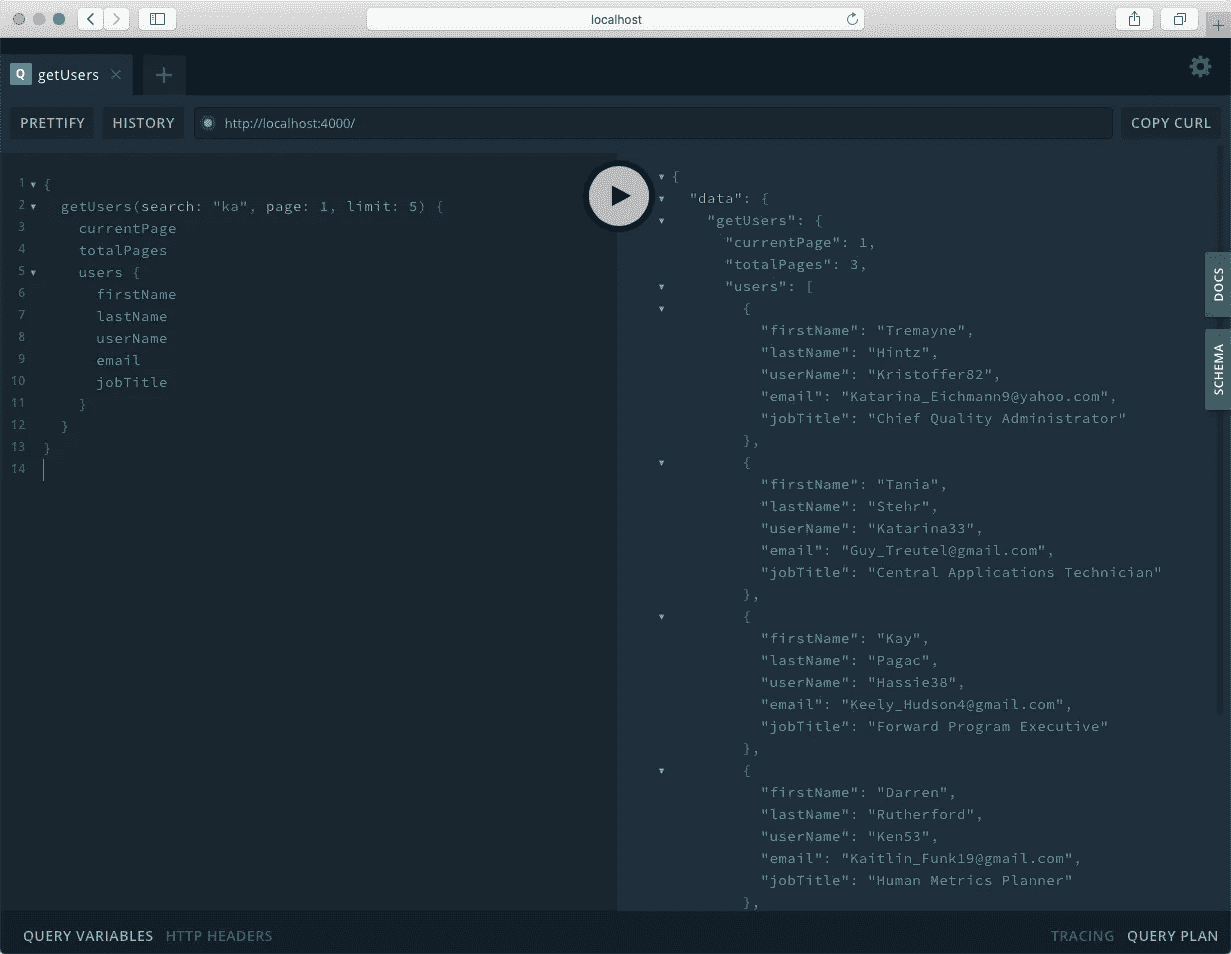 localhost
Q getUsers
PRETTIFY HISTORY http://localhost:4000/ COPY CURL
1 {
2 getUsers(search: "ka", page: 1, limit: 5) {
3 currentPage
4 totalPages
5 users {
6 firstName
7 lastName
8 userName
9 email
10 jobTitle
11 }
12 }
13 }
14
{
"data": {
"getUsers": {
"currentPage": 1,
"totalPages": 3,
"users": [
{
"firstName": "Tremayne",
"lastName": "Hintz",
"userName": "Kristoffer82",
"email": "Katarina_Eichmann9@yahoo.com",
"jobTitle": "Chief Quality Administrator"
},
{
"firstName": "Tania",
"lastName": "Stehr",
"userName": "Katarina33",
"email": "Guy_Treutel@gmail.com",
"jobTitle": "Central Applications Technician"
},
{
"firstName": "Kay",
"lastName": "Pagac",
"userName": "Hassie38",
"email": "Keely_Hudson4@gmail.com",
"jobTitle": "Forward Program Executive"
},
{
"firstName": "Darren",
"lastName": "Rutherford",
"userName": "Ken53",
"email": "Kaitlin_Funk19@gmail.com",
"jobTitle": "Human Metrics Planner"
},
DOCS
SCHEMA
QUERY VARIABLES HTTP HEADERS TRACING QUERY PLAN